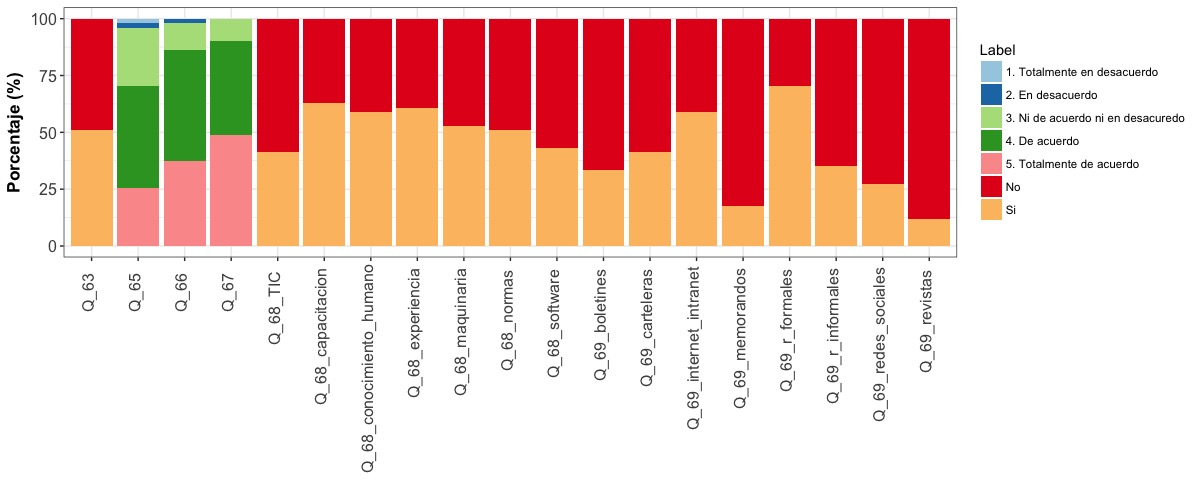 Porcentaje (%)
100
75
50
25
0
Q_63
Q_65
Q_66
Q_67
Q_68_TIC
Q_68_capacitacion
Q_68_conocimiento_humano
Q_68_experiencia
Q_68_maquinaria
Q_68_normas
Q_68_software
Q_69_boletines
Q_69_carteleras
Q_69_internet_intranet
Q_69_memorandos
Q_69_r_formales
Q_69_r_informales
Q_69_redes_sociales
Q_69_revistas
Label
1. Totalmente en desacuerdo
2. En desacuerdo
3. Ni de acuerdo ni en desacuredo
4. De acuerdo
5. Totalmente de acuerdo
No
Si